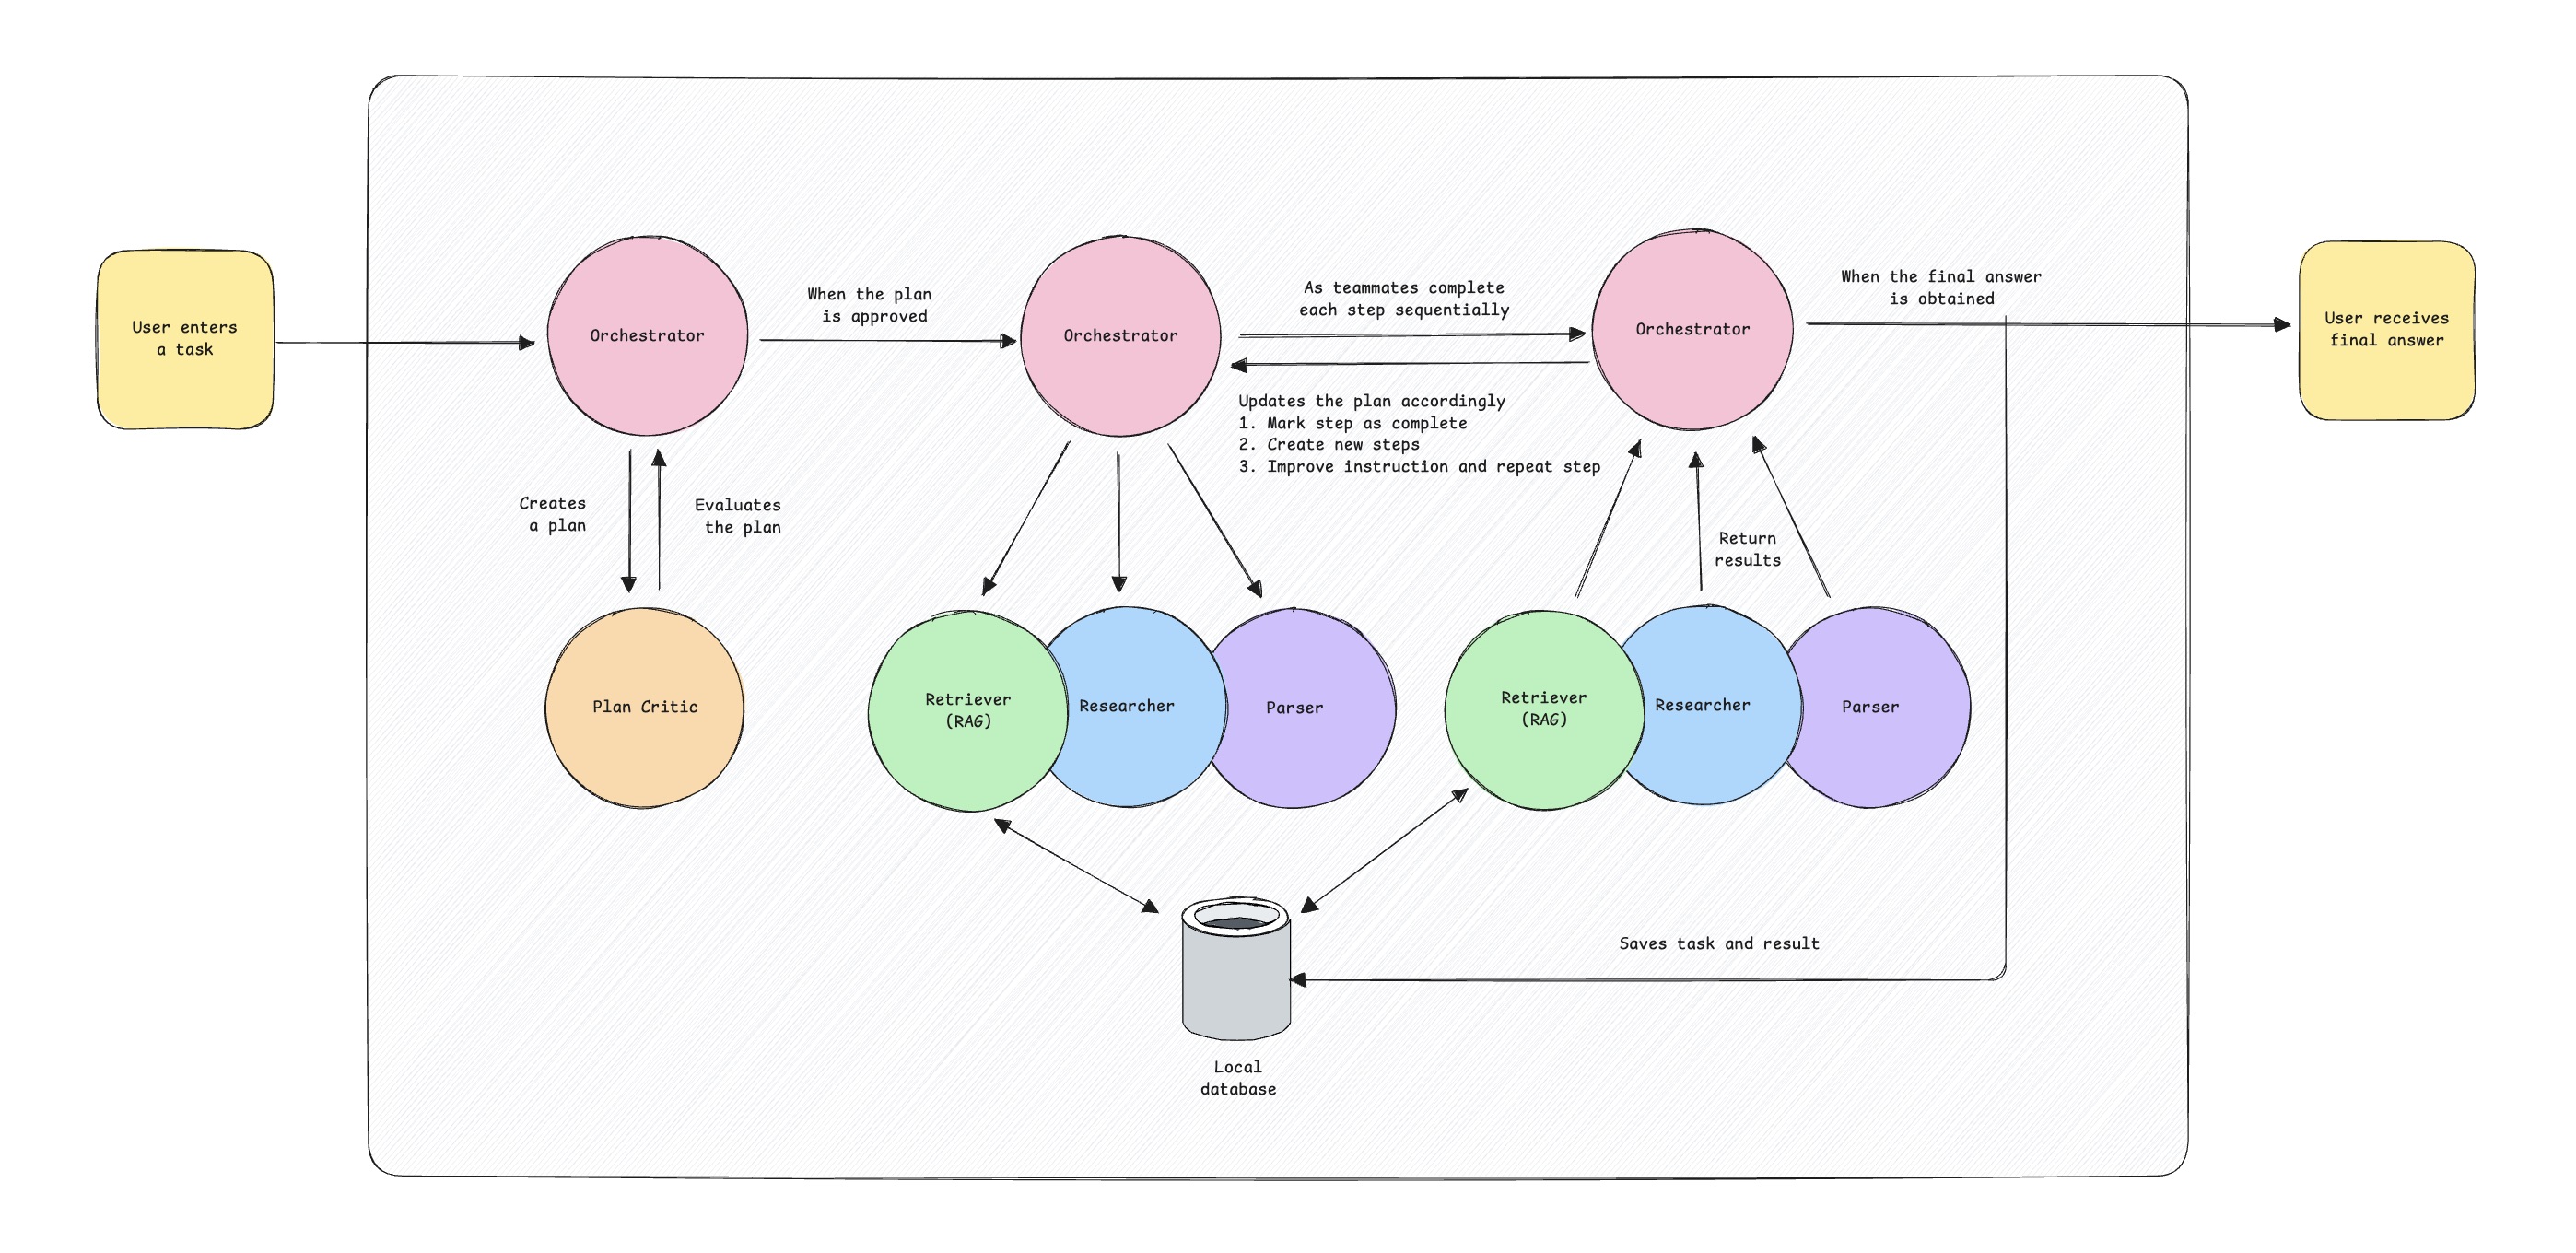 User enters
a task
Orchestrator
When the plan
is approved
Orchestrator
As teammates complete
each step sequentially
Orchestrator
When the final answer
is obtained
User receives
final answer
Updates the plan accordingly
1. Mark step as complete
2. Create new steps
3. Improve instruction and repeat step
Creates
a plan
Evaluates
the plan
Return
results
Plan Critic
Retriever
(RAG)
Researcher
Parser
Retriever
(RAG)
Researcher
Parser
Saves task and result
Local
database